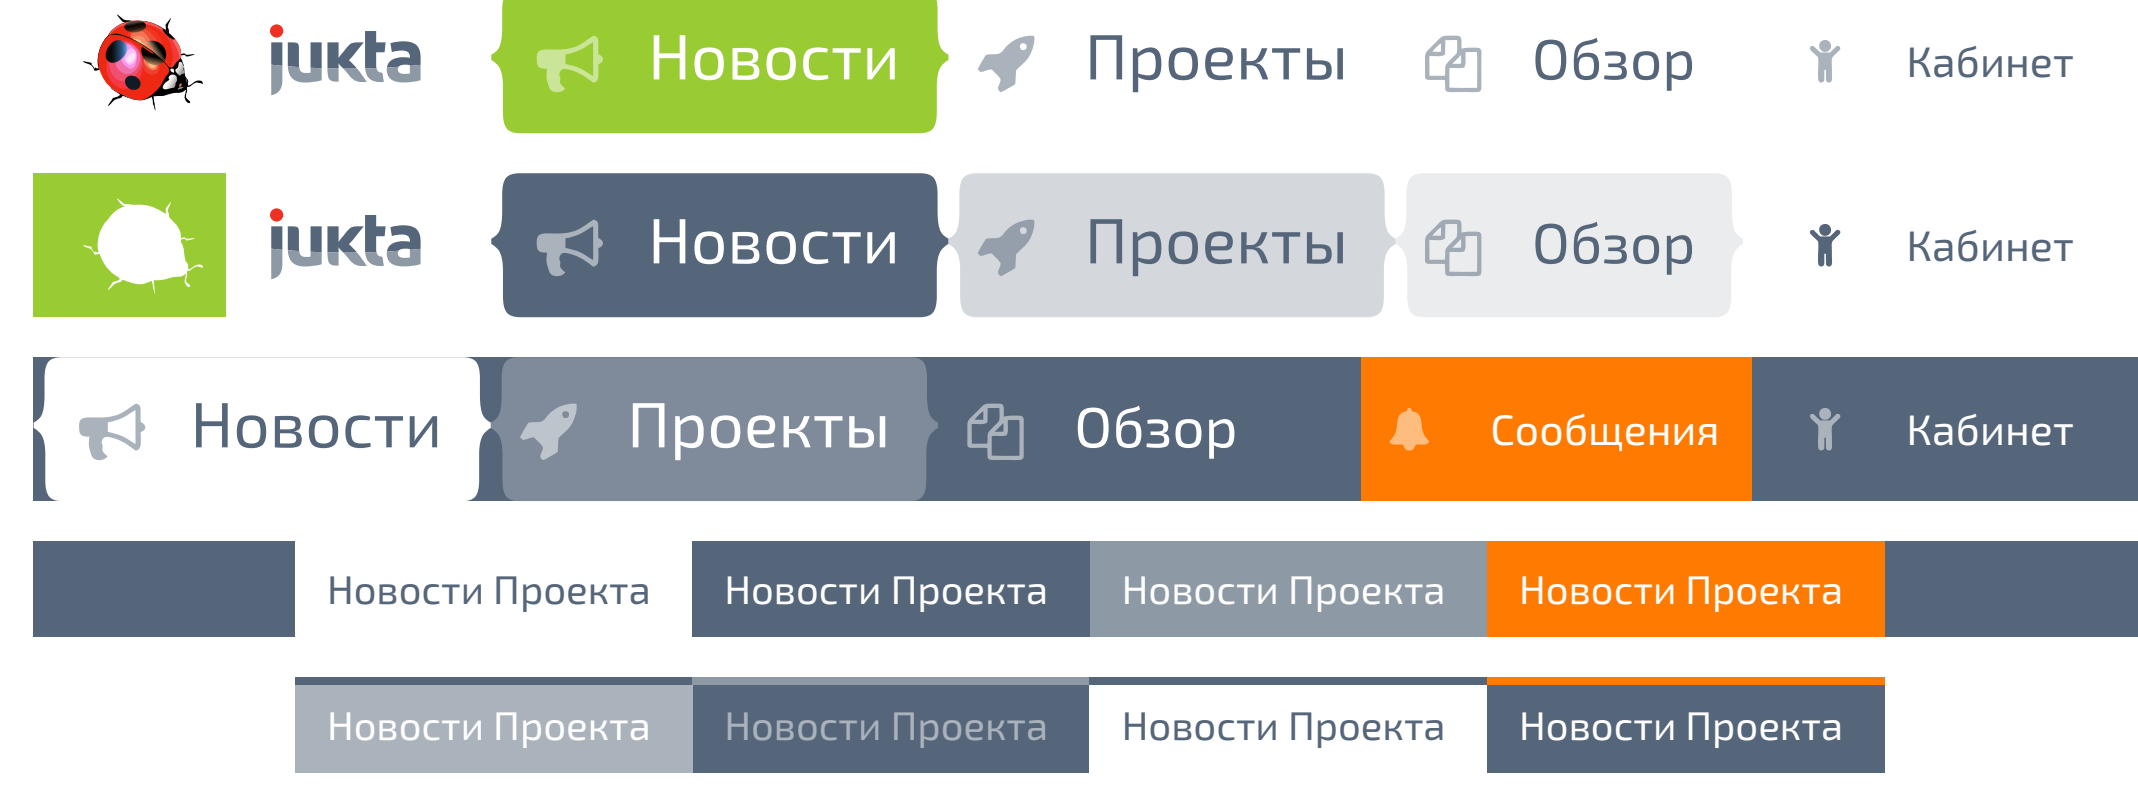 jukta Новости Проекты Обзор Кабинет
jukta Новости Проекты Обзор Кабинет
Новости Проекты Обзор Сообщения Кабинет
Новости Проекта Новости Проекта Новости Проекта Новости Проекта
Новости Проекта Новости Проекта Новости Проекта Новости Проекта